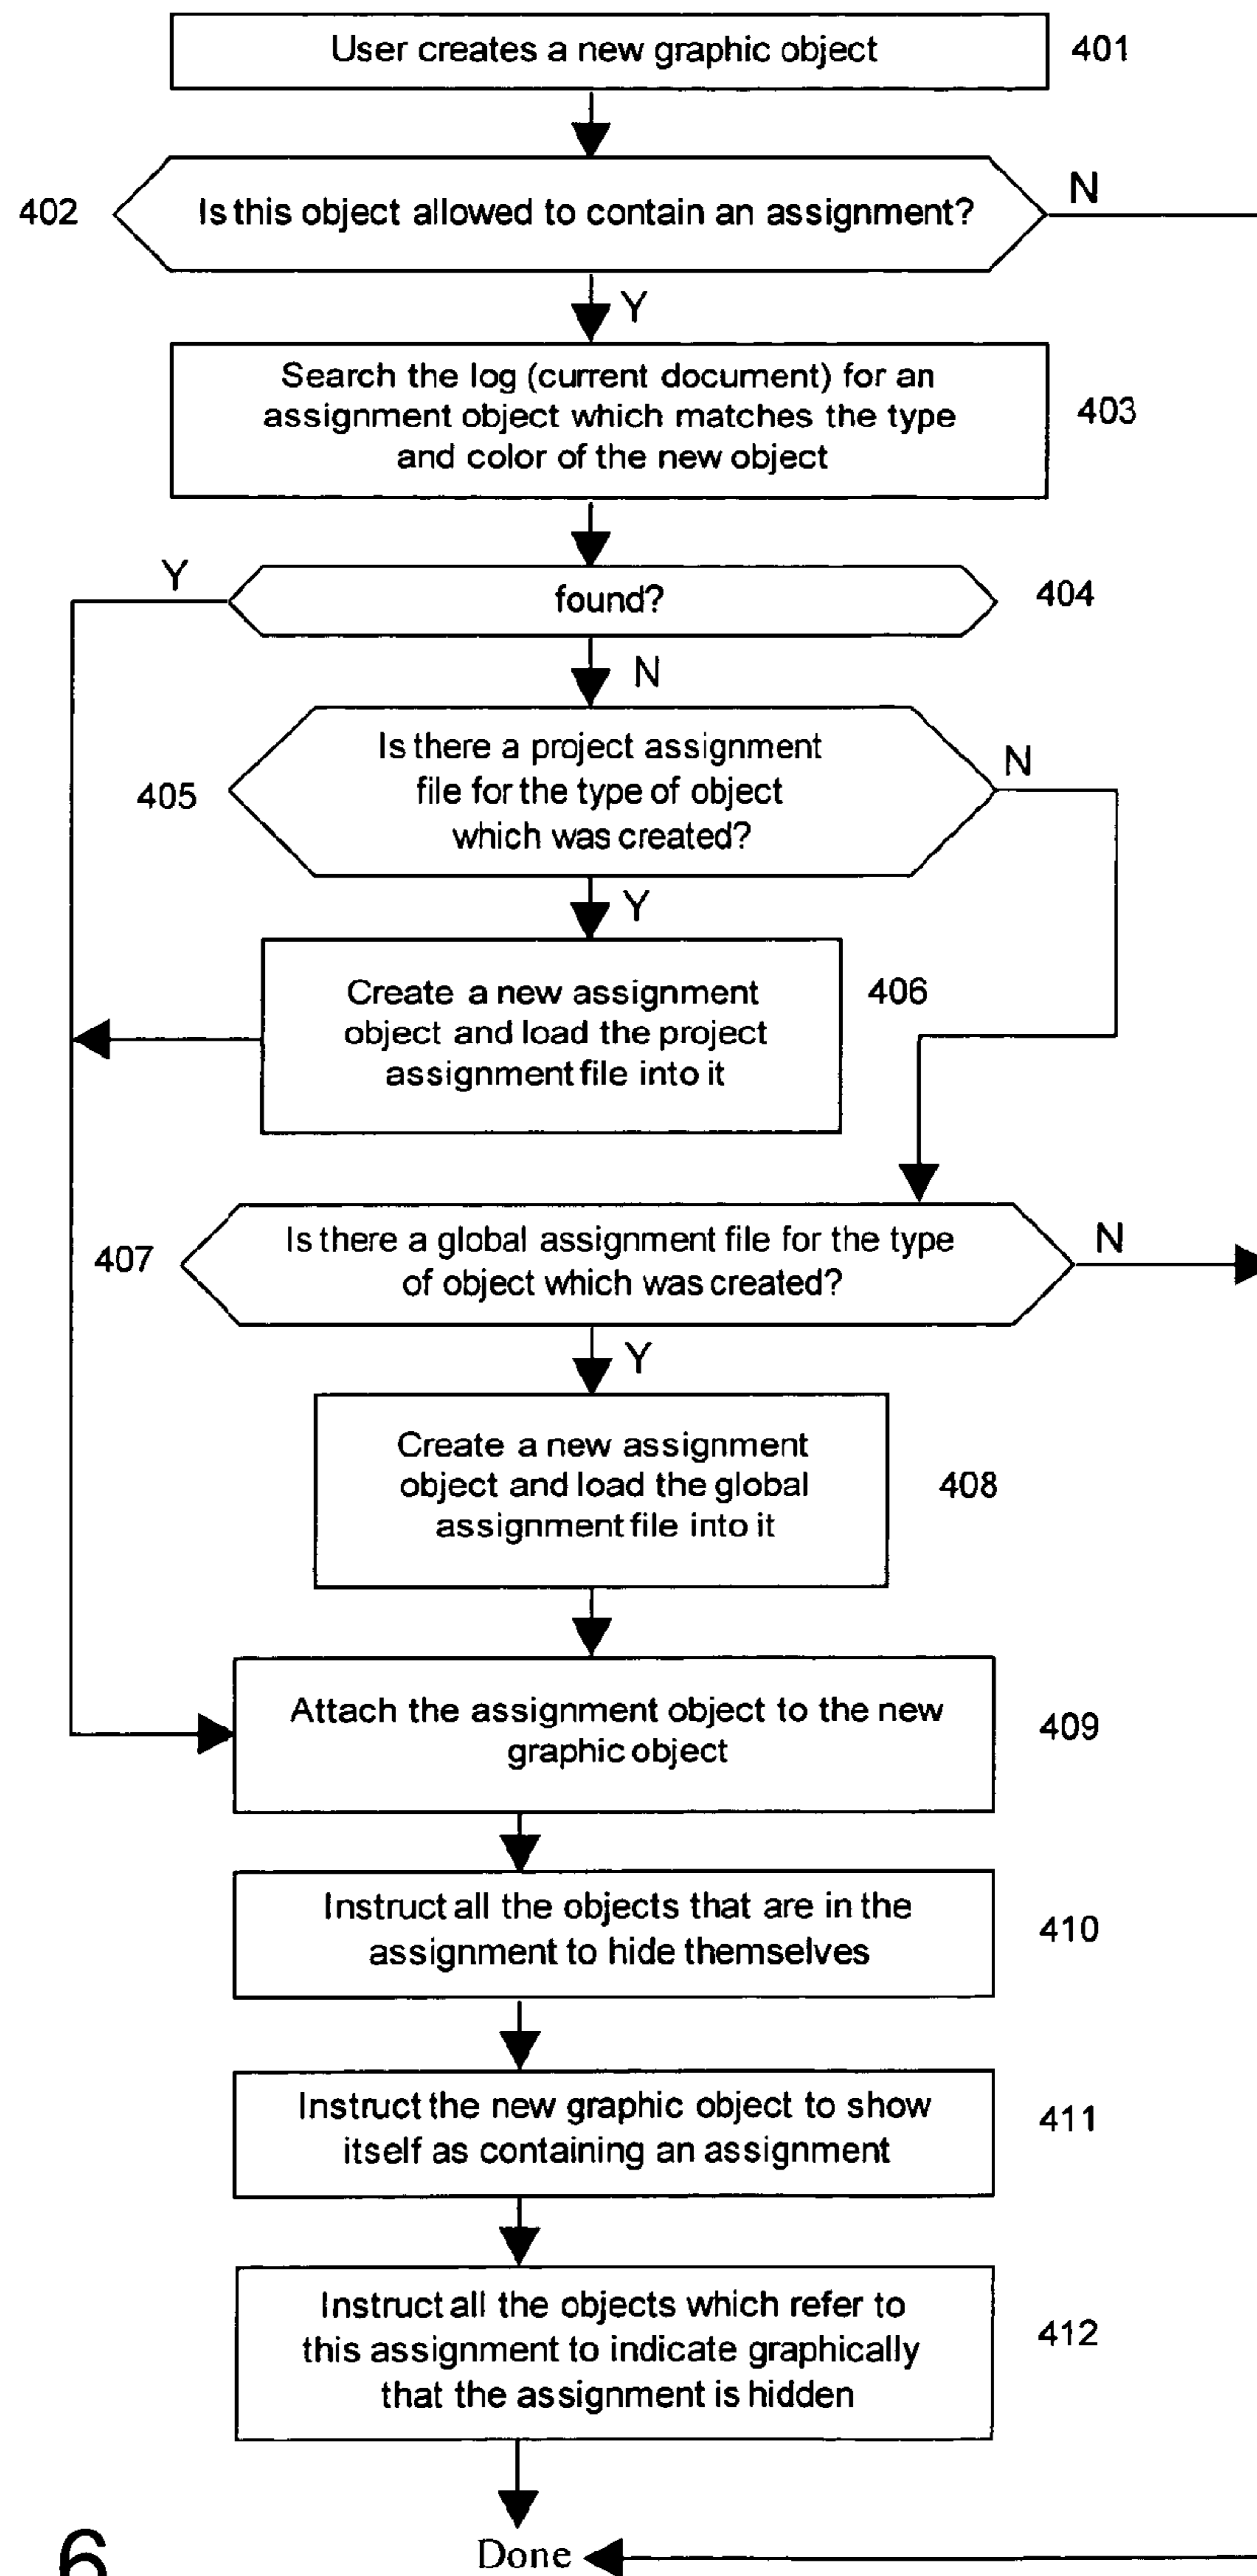 User creates a new graphic object
401
402
Is this object allowed to contain an assignment?
N
Y
Search the log (current document) for an
assignment object which matches the type
and color of the new object
403
Y
found?
404
N
405
Is there a project assignment
file for the type of object
which was created?
N
Y
Create a new assignment
object and load the project
assignment file into it
406
407
Is there a global assignment file for the type
of object which was created?
N
Y
Create a new assignment
object and load the global
assignment file into it
408
Attach the assignment object to the new
graphic object
409
Instruct all the objects that are in the
assignment to hide themselves
410
Instruct the new graphic object to show
itself as containing an assignment
411
Instruct all the objects which refer to
this assignment to indicate graphically
that the assignment is hidden
412
6
Done